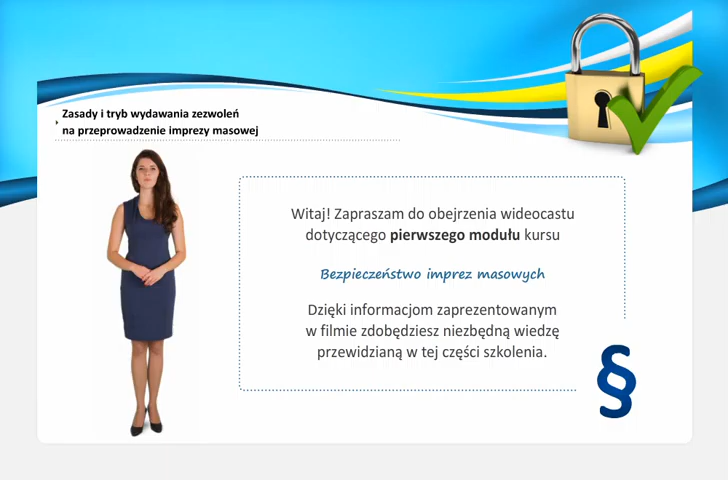 Zasady i tryb wydawania zezwoleń
na przeprowadzenie imprezy masowej
Witaj! Zapraszam do obejrzenia wideocastu
dotyczącego pierwszego modułu kursu
Bezpieczeństwo imprez masowych
Dzięki informacjom zaprezentowanym
w filmie zdobędziesz niezbędną wiedzę
przewidzianą w tej części szkolenia.
§